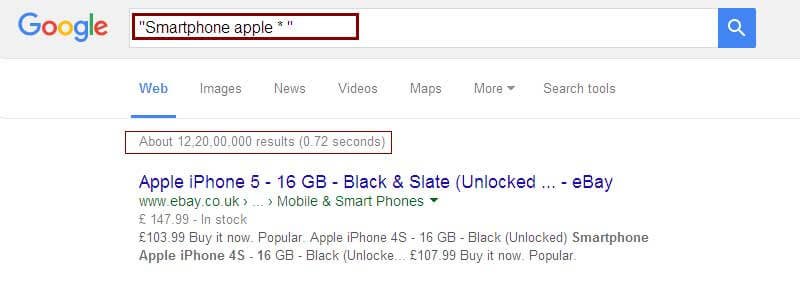 Google "Smartphone apple * "
Web Images News Videos Maps More Search tools
About 12,20,00,000 results (0.72 seconds)
Apple iPhone 5 - 16 GB - Black & Slate (Unlocked ... - eBay
www.ebay.co.uk › ... › Mobile & Smart Phones
£ 147.99 - In stock
£103.99 Buy it now. Popular. Apple iPhone 4S - 16 GB - Black (Unlocked) Smartphone
Apple iPhone 4S - 16 GB - Black (Unlocke... £107.99 Buy it now. Popular.